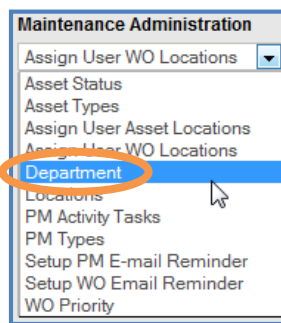 Maintenance Administration
Assign User WO Locations
Asset Status
Asset Types
Assign User Asset Locations
Assign User WO Locations
Department
Locations
PM Activity Tasks
PM Types
Setup PM E-mail Reminder
Setup WO Email Reminder
WO Priority